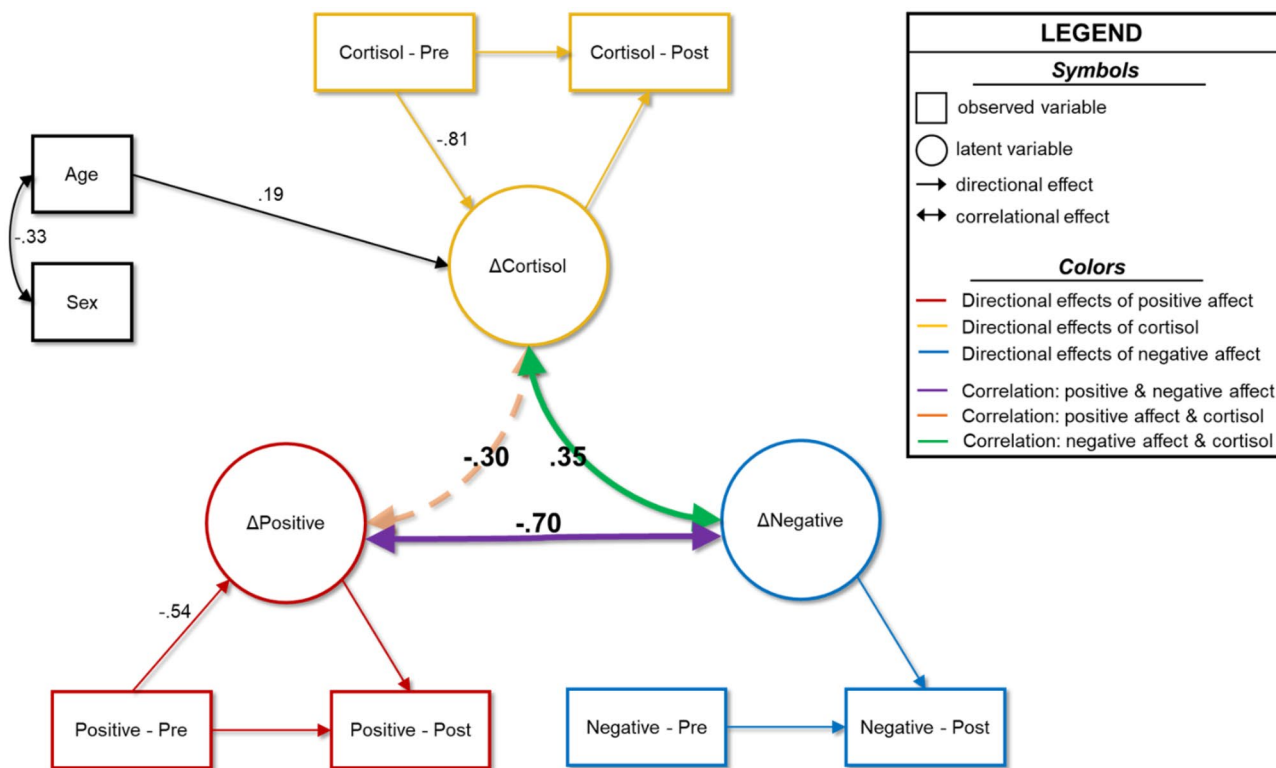 Cortisol - Pre
Cortisol - Post
-.81
Age
.19
-.33
Sex
ΔCortisol
-.30
.35
ΔPositive
-.70
ΔNegative
-.54
Positive - Pre
Positive - Post
Negative - Pre
Negative - Post
LEGEND
Symbols
observed variable
latent variable
directional effect
correlational effect
Colors
Directional effects of positive affect
Directional effects of cortisol
Directional effects of negative affect
Correlation: positive & negative affect
Correlation: positive affect & cortisol
Correlation: negative affect & cortisol